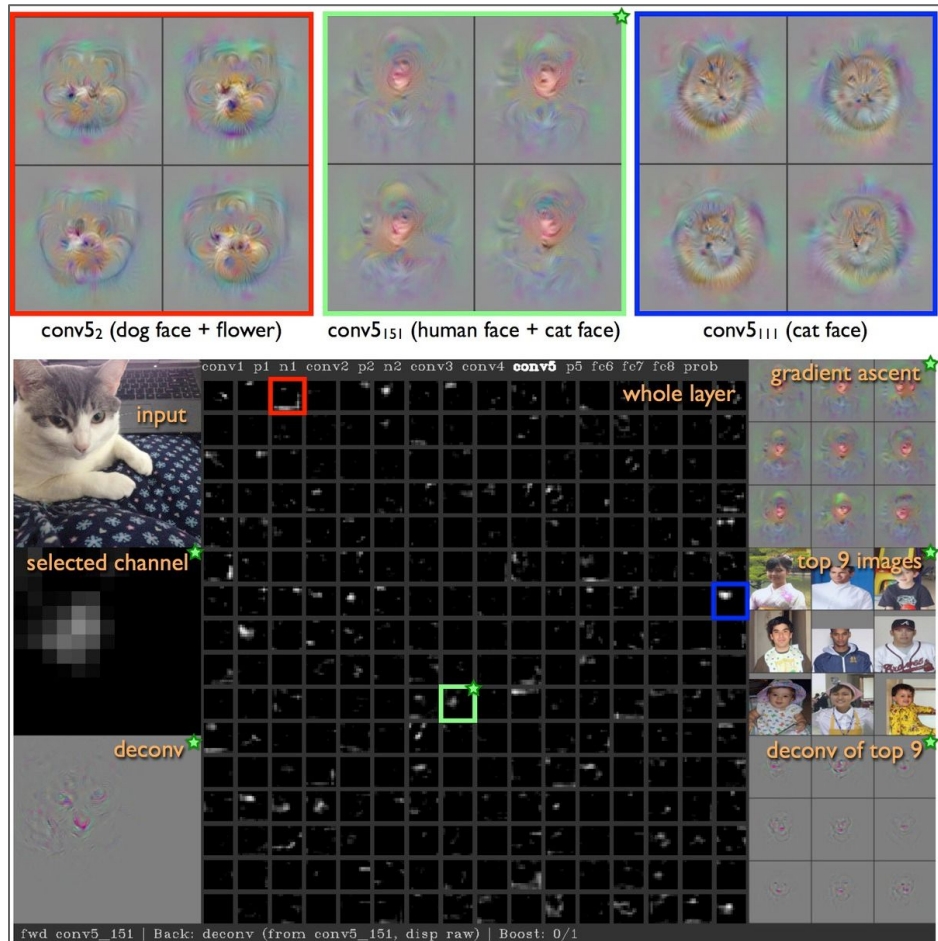 conv5₂ (dog face + flower)
conv5₁₅₁ (human face + cat face)
conv5₁₁₁ (cat face)
conv1 p1 n1 conv2 p2 n2 conv3 conv4 conv5 p5 fc6 fc7 fc8 prob
input
whole layer
gradient ascent
selected channel
top 9 images
deconv
deconv of top 9
fwd conv5_151 | Back: deconv (from conv5_151, disp raw) | Boost: 0/1